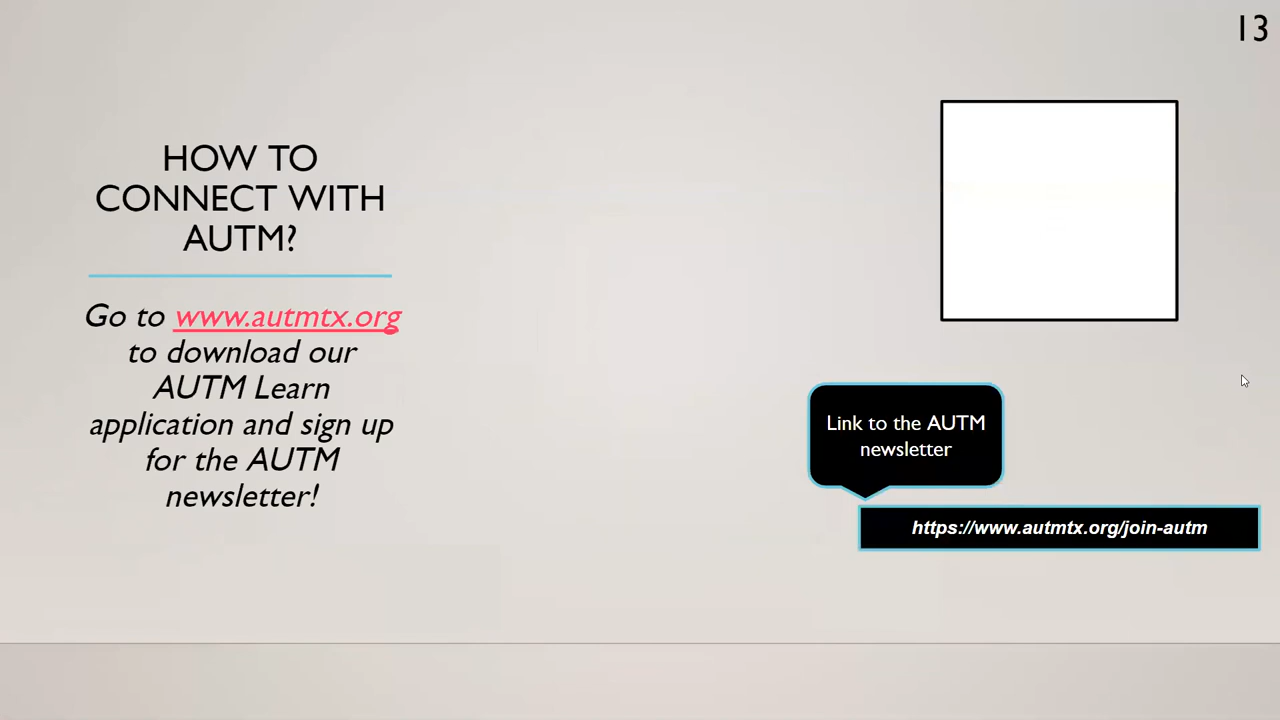 13
HOW TO
CONNECT WITH
AUTM?
Go to www.autmtx.org
to download our
AUTM Learn
application and sign up
for the AUTM
newsletter!
Link to the AUTM
newsletter
https://www.autmtx.org/join-autm